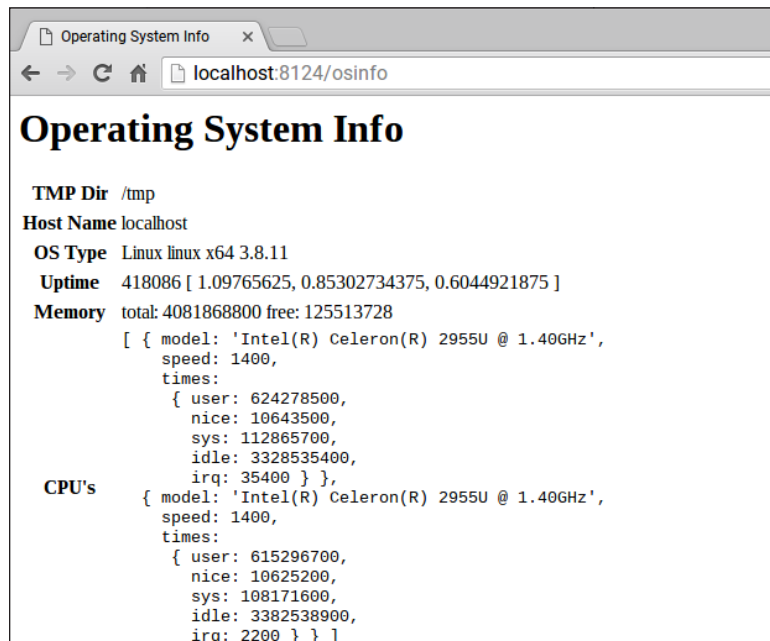 Operating System Info
localhost:8124/osinfo
Operating System Info
TMP Dir /tmp
Host Name localhost
OS Type Linux linux x64 3.8.11
Uptime 418086 [ 1.09765625, 0.85302734375, 0.6044921875 ]
Memory total: 4081868800 free: 125513728
[ { model: 'Intel(R) Celeron(R) 2955U @ 1.40GHz',
speed: 1400,
times:
{ user: 624278500,
nice: 10643500,
sys: 112865700,
idle: 3328535400,
irq: 35400 } },
CPU's
{ model: 'Intel(R) Celeron(R) 2955U @ 1.40GHz',
speed: 1400,
times:
{ user: 615296700,
nice: 10625200,
sys: 108171600,
idle: 3382538900,
irq: 2200 } } ]